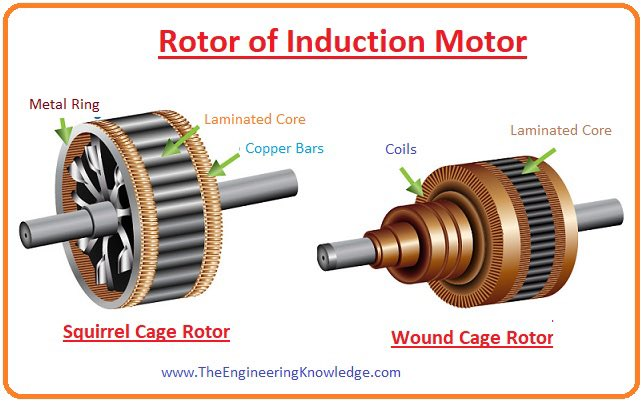 Rotor of Induction Motor
Metal Ring
Laminated Core
Copper Bars
Coils
Laminated Core
Squirrel Cage Rotor
Wound Cage Rotor
www.TheEngineeringKnowledge.com